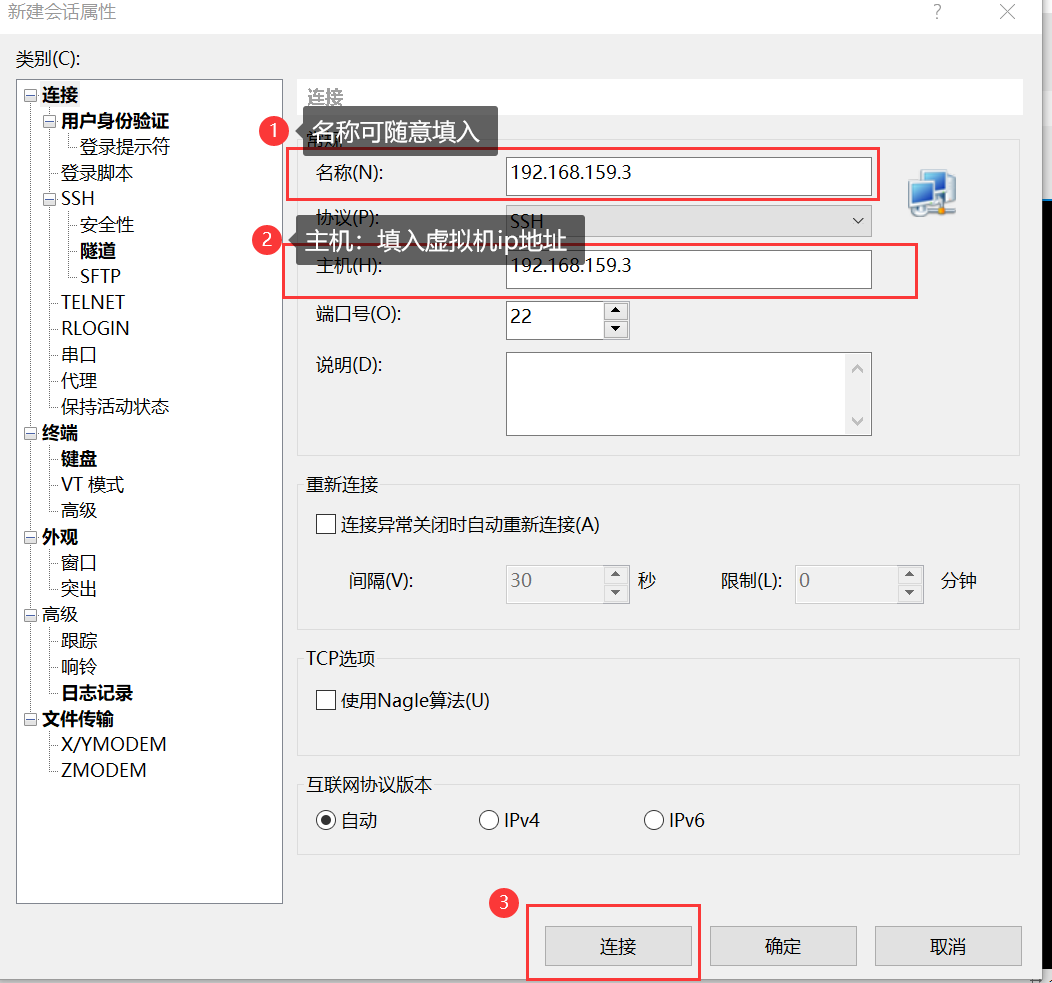 新建会话属性
类别(C):
连接
用户身份验证
登录提示符
登录脚本
SSH
安全性
隧道
SFTP
TELNET
RLOGIN
串口
代理
保持活动状态
终端
键盘
VT 模式
高级
外观
窗口
突出
高级
跟踪
响铃
日志记录
文件传输
X/YMODEM
ZMODEM
连接
常规
1 名称可随意填入
名称(N): 192.168.159.3
协议(P): SSH
2 主机：填入虚拟机ip地址
主机(H): 192.168.159.3
端口号(O): 22
说明(D):
重新连接
连接异常关闭时自动重新连接(A)
间隔(V): 30 秒 限制(L): 0 分钟
TCP选项
使用Nagle算法(U)
互联网协议版本
自动 IPv4 IPv6
3
连接 确定 取消